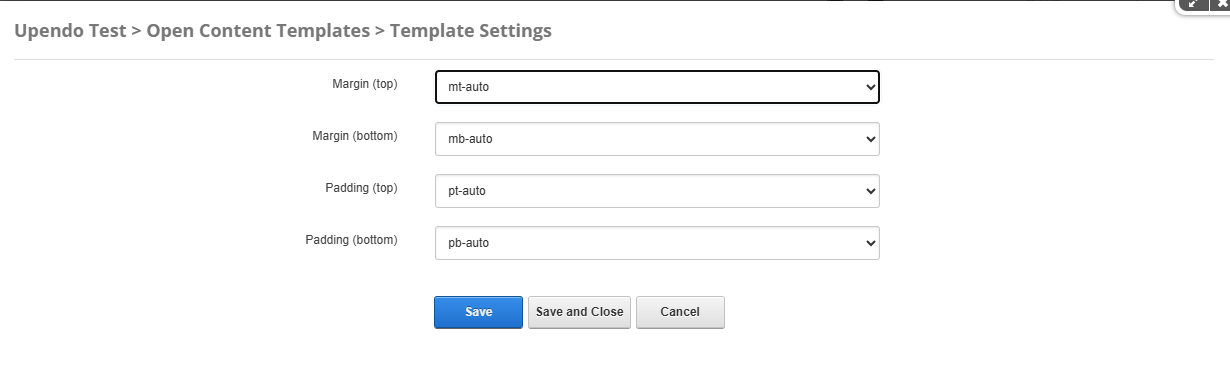 Upendo Test > Open Content Templates > Template Settings
Margin (top)
mt-auto
Margin (bottom)
mb-auto
Padding (top)
pt-auto
Padding (bottom)
pb-auto
Save
Save and Close
Cancel